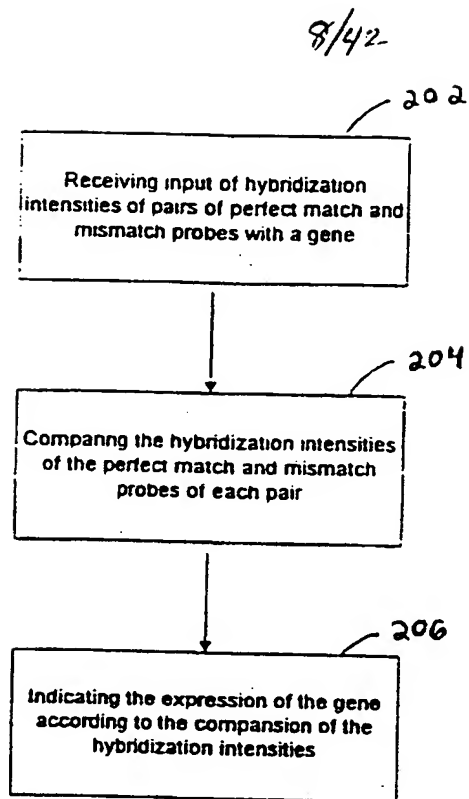 8/42
202
Receiving input of hybridization
intensities of pairs of perfect match and
mismatch probes with a gene
204
Comparing the hybridization intensities
of the perfect match and mismatch
probes of each pair
206
Indicating the expression of the gene
according to the comparision of the
hybridization intensities